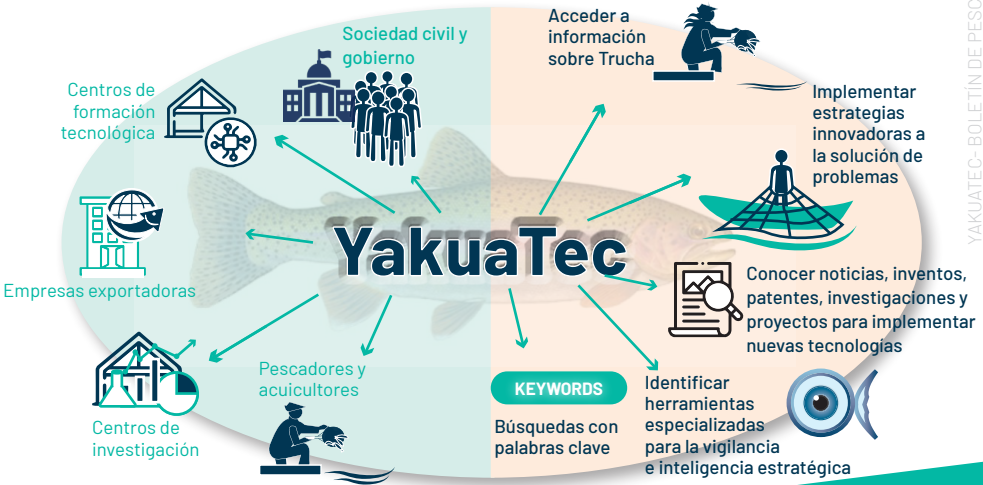 Sociedad civil y
gobierno
Centros de
formación
tecnológica
Empresas exportadoras
Centros de
investigación
Pescadores y
acuicultores
YakuaTec
Acceder a
información
sobre Trucha
Implementar
estrategias
innovadoras a
la solución de
problemas
Conocer noticias, inventos,
patentes, investigaciones y
proyectos para implementar
nuevas tecnologías
KEYWORDS
Búsquedas con
palabras clave
Identificar
herramientas
especializadas
para la vigilancia
e inteligencia estratégica
YAKUATEC- BOLETÍN DE PESC